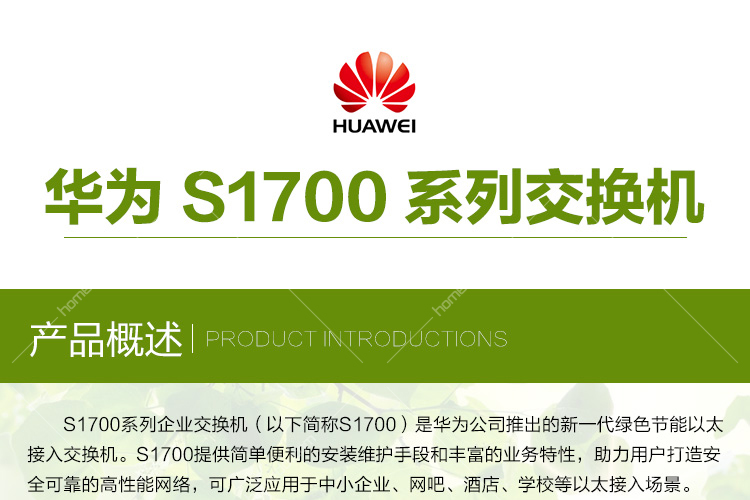 HUAWEI
华为 S1700 系列交换机
产品概述 | PRODUCT INTRODUCTIONS
S1700系列企业交换机（以下简称S1700）是华为公司推出的新一代绿色节能以太
接入交换机。S1700提供简单便利的安装维护手段和丰富的业务特性，助力用户打造安
全可靠的高性能网络，可广泛应用于中小企业、网吧、酒店、学校等以太接入场景。